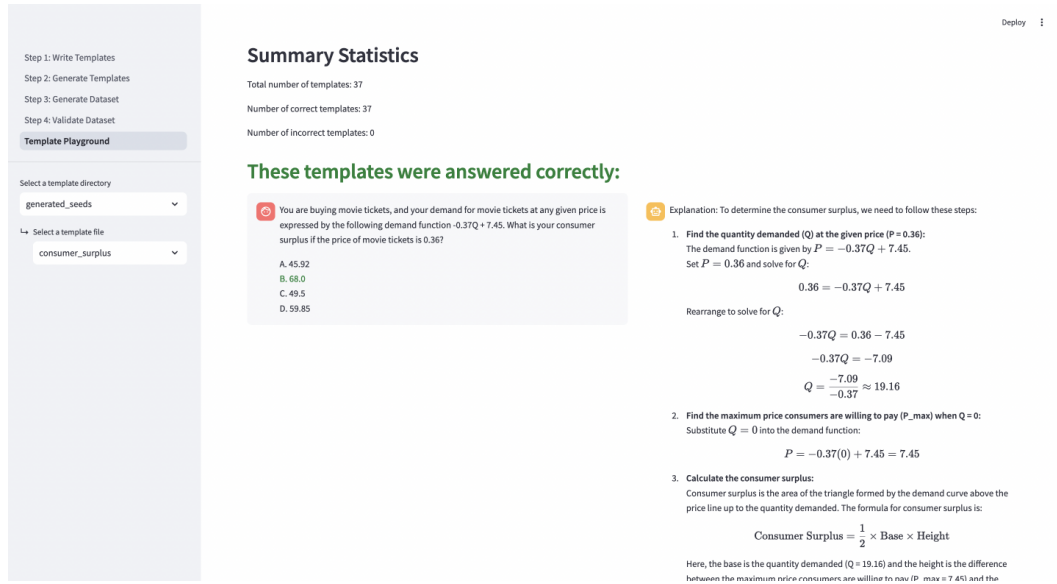 Deploy
Step 1: Write Templates
Step 2: Generate Templates
Step 3: Generate Dataset
Step 4: Validate Dataset
Template Playground
Select a template directory
generated_seeds
↳ Select a template file
consumer_surplus
Summary Statistics
Total number of templates: 37
Number of correct templates: 37
Number of incorrect templates: 0
These templates were answered correctly:
You are buying movie tickets, and your demand for movie tickets at any given price is
expressed by the following demand function -0.37Q + 7.45. What is your consumer
surplus if the price of movie tickets is 0.36?
A. 45.92
B. 68.0
C. 49.5
D. 59.85
Explanation: To determine the consumer surplus, we need to follow these steps:
1. Find the quantity demanded (Q) at the given price (P = 0.36):
The demand function is given by P = −0.37Q + 7.45.
Set P = 0.36 and solve for Q:
0.36 = −0.37Q + 7.45
Rearrange to solve for Q:
−0.37Q = 0.36 − 7.45
−0.37Q = −7.09
Q = −7.09 / −0.37 ≈ 19.16
2. Find the maximum price consumers are willing to pay (P_max) when Q = 0:
Substitute Q = 0 into the demand function:
P = −0.37(0) + 7.45 = 7.45
3. Calculate the consumer surplus:
Consumer surplus is the area of the triangle formed by the demand curve above the
price line up to the quantity demanded. The formula for consumer surplus is:
Consumer Surplus = 1/2 × Base × Height
Here, the base is the quantity demanded (Q = 19.16) and the height is the difference
between the maximum price consumers are willing to pay (P_max = 7.45) and the